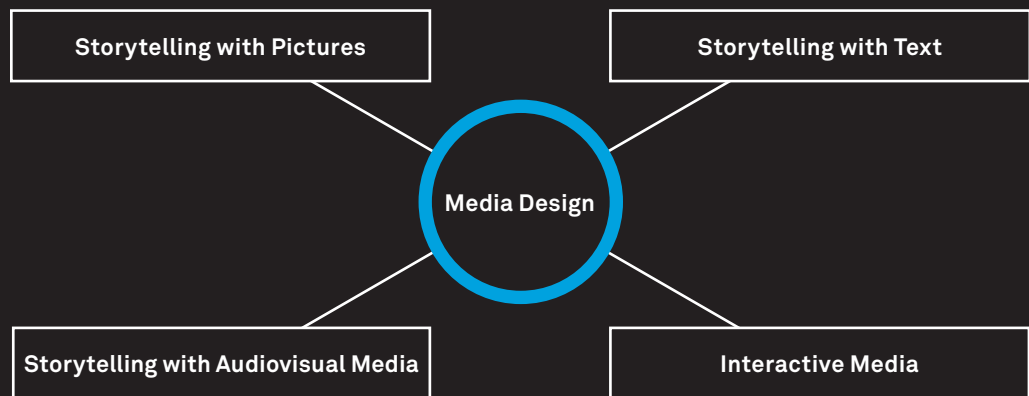 Storytelling with Pictures
Storytelling with Text
Media Design
Storytelling with Audiovisual Media
Interactive Media